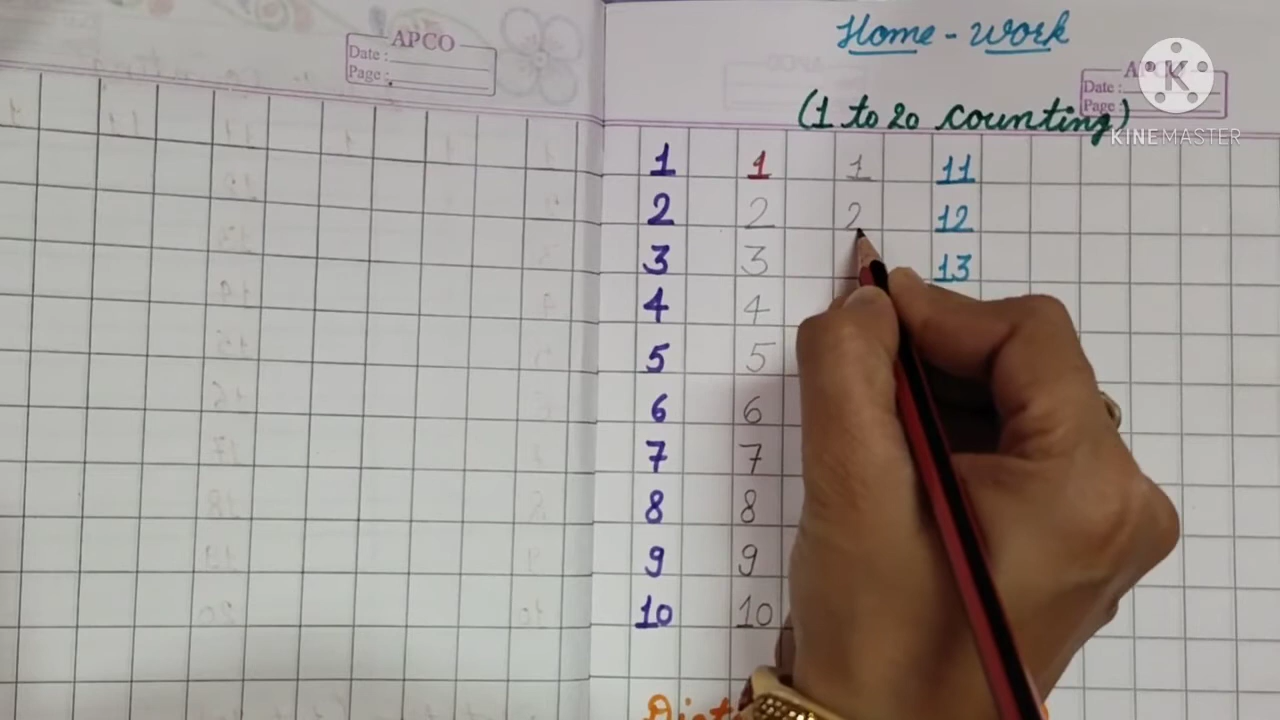 APCO
Date :
Page :
Home - Work
APCO
Date :
Page :
(1 to 20 counting)
KINEMASTER
1 1 1 11
2 2 2 12
3 3 13
4 4
5 5
6 6
7 7
8 8
9 9
10 10